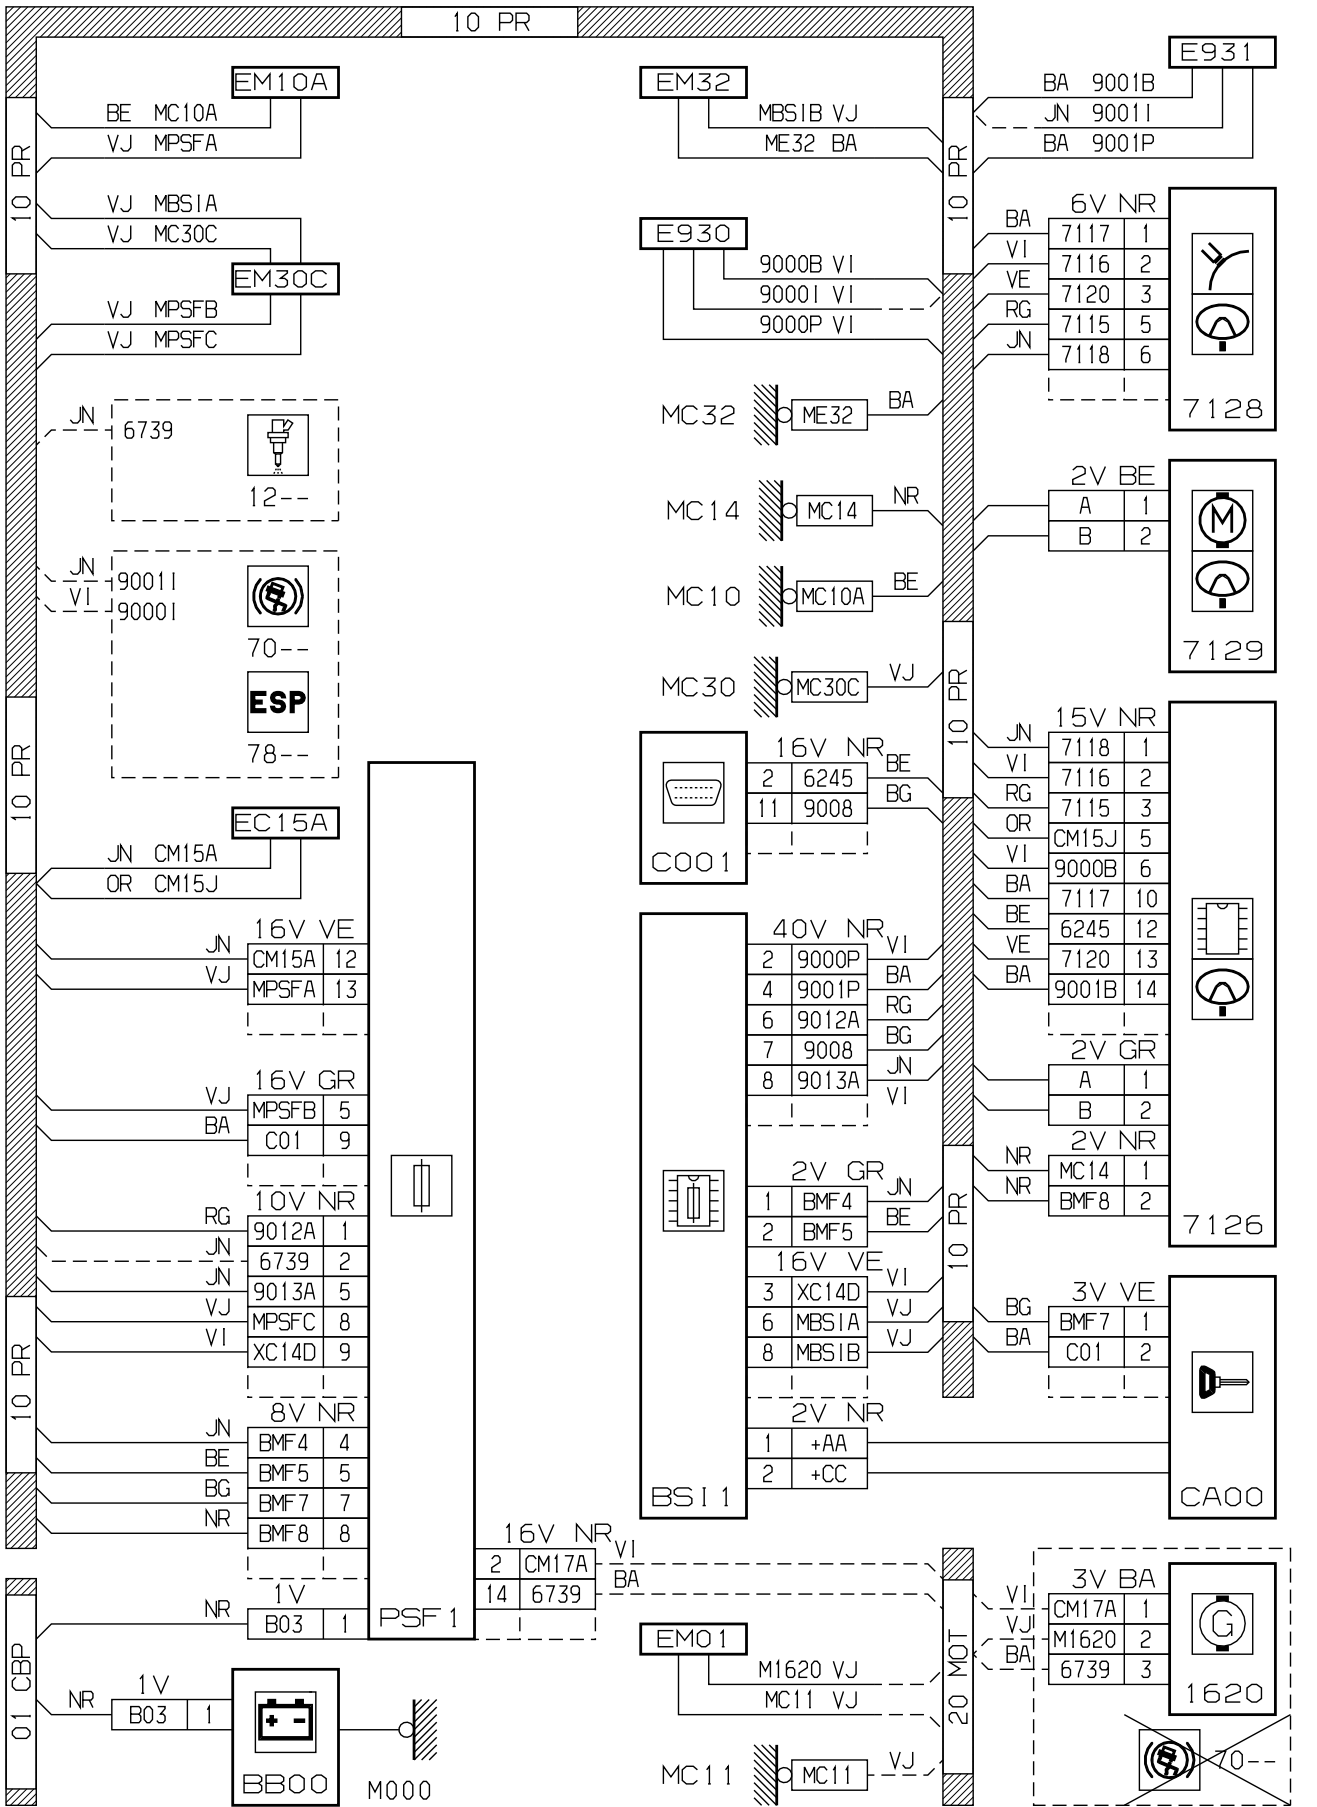 10 PR
EM10A
BE MC10A
VJ MPSFA
10 PR
VJ MBSIA
VJ MC30C
EM30C
VJ MPSFB
VJ MPSFC
JN 6739
12--
JN 9001I
VI 9000I
70--
ESP
78--
10 PR
EC15A
JN CM15A
OR CM15J
16V VE
JN CM15A 12
VJ MPSFA 13
16V GR
VJ MPSFB 5
BA C01 9
10V NR
RG 9012A 1
JN 6739 2
JN 9013A 5
VJ MPSFC 8
VI XC14D 9
10 PR
8V NR
JN BMF4 4
BE BMF5 5
BG BMF7 7
NR BMF8 8
1V
NR B03 1
PSF1
16V NR
2 CM17A VI
14 6739 BA
01 CBP
1V
NR B03 1
+ -
BB00
M000
EM32
MBSIB VJ
ME32 BA
10 PR
E930
9000B VI
9000I VI
9000P VI
MC32 ME32 BA
MC14 MC14 NR
MC10 MC10A BE
MC30 MC30C VJ
10 PR
16V NR
2 6245 BE
11 9008 BG
C001
40V NR
2 9000P VI
4 9001P BA
6 9012A RG
7 9008 BG
8 9013A JN
VI
2V GR
1 BMF4 JN
2 BMF5 BE
16V VE
3 XC14D VI
6 MBSIA VJ
8 MBSIB VJ
10 PR
2V NR
1 +AA
2 +CC
BSI1
EM01
M1620 VJ
MC11 VJ
MC11 MC11 VJ
20 MOT
E931
BA 9001B
JN 9001I
BA 9001P
6V NR
BA 7117 1
VI 7116 2
VE 7120 3
RG 7115 5
JN 7118 6
7128
2V BE
A 1
B 2
M
7129
15V NR
JN 7118 1
VI 7116 2
RG 7115 3
OR CM15J 5
VI 9000B 6
BA 7117 10
BE 6245 12
VE 7120 13
BA 9001B 14
2V GR
A 1
B 2
2V NR
NR MC14 1
NR BMF8 2
7126
3V VE
BG BMF7 1
BA C01 2
CA00
3V BA
VI CM17A 1
VJ M1620 2
BA 6739 3
G
1620
70--